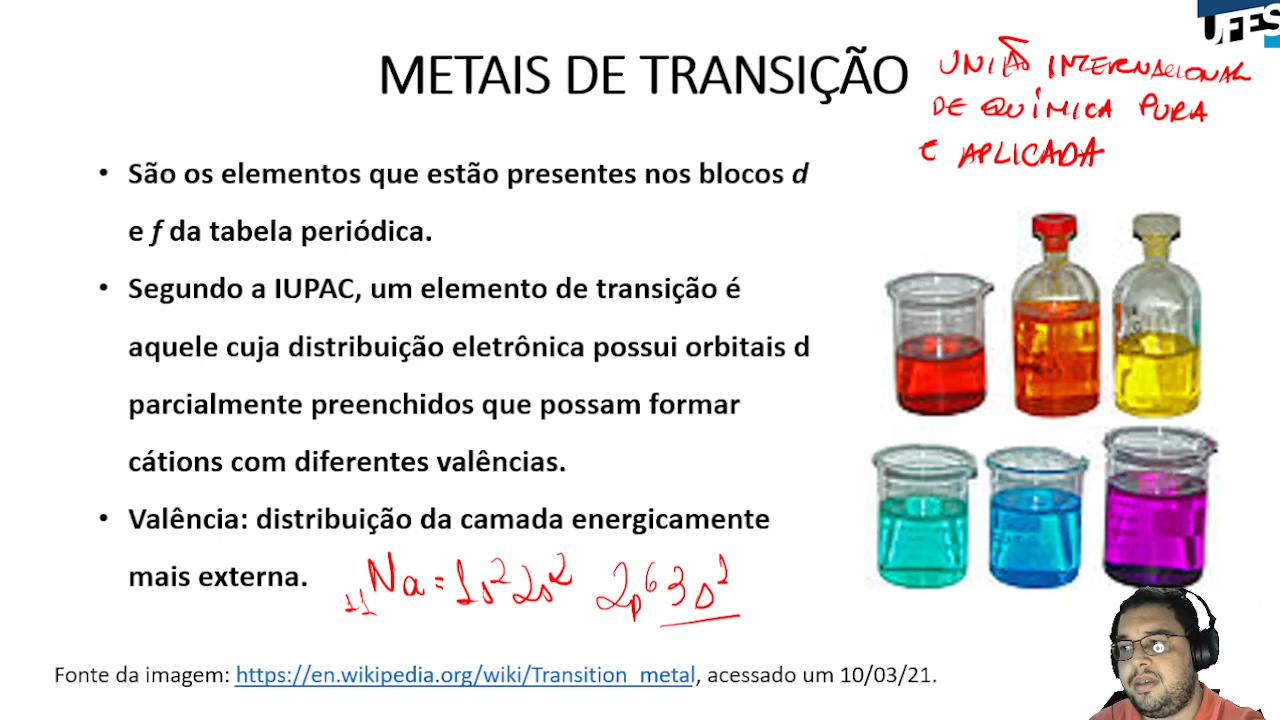 UFES
METAIS DE TRANSIÇÃO
UNIÃO INTERNACIONAL
DE QUÍMICA PURA
E APLICADA
• São os elementos que estão presentes nos blocos d
e f da tabela periódica.
• Segundo a IUPAC, um elemento de transição é
aquele cuja distribuição eletrônica possui orbitais d
parcialmente preenchidos que possam formar
cátions com diferentes valências.
• Valência: distribuição da camada energicamente
mais externa.
₁₁Na = 1s² 2s² 2p⁶ 3s¹
Fonte da imagem: https://en.wikipedia.org/wiki/Transition_metal, acessado um 10/03/21.